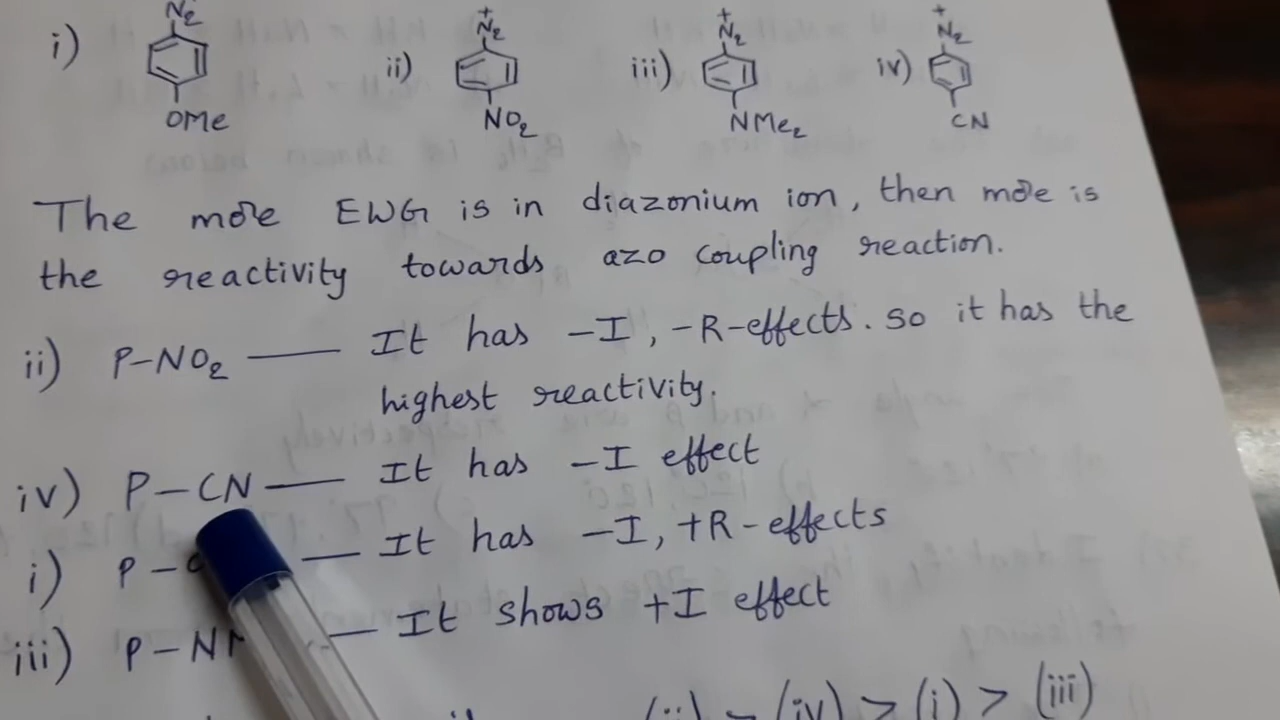 i) N2 OMe ii) +N2 NO2 iii) +N2 NMe2 iv) +N2 CN
The more EWG is in diazonium ion, then more is
the reactivity towards azo coupling reaction.
ii) P-NO2 — It has -I, -R-effects. so it has the
highest reactivity.
iv) P-CN — It has -I effect
i) P- — It has -I, +R-effects
iii) P-N — It shows +I effect
(iv) > (i) > (iii)